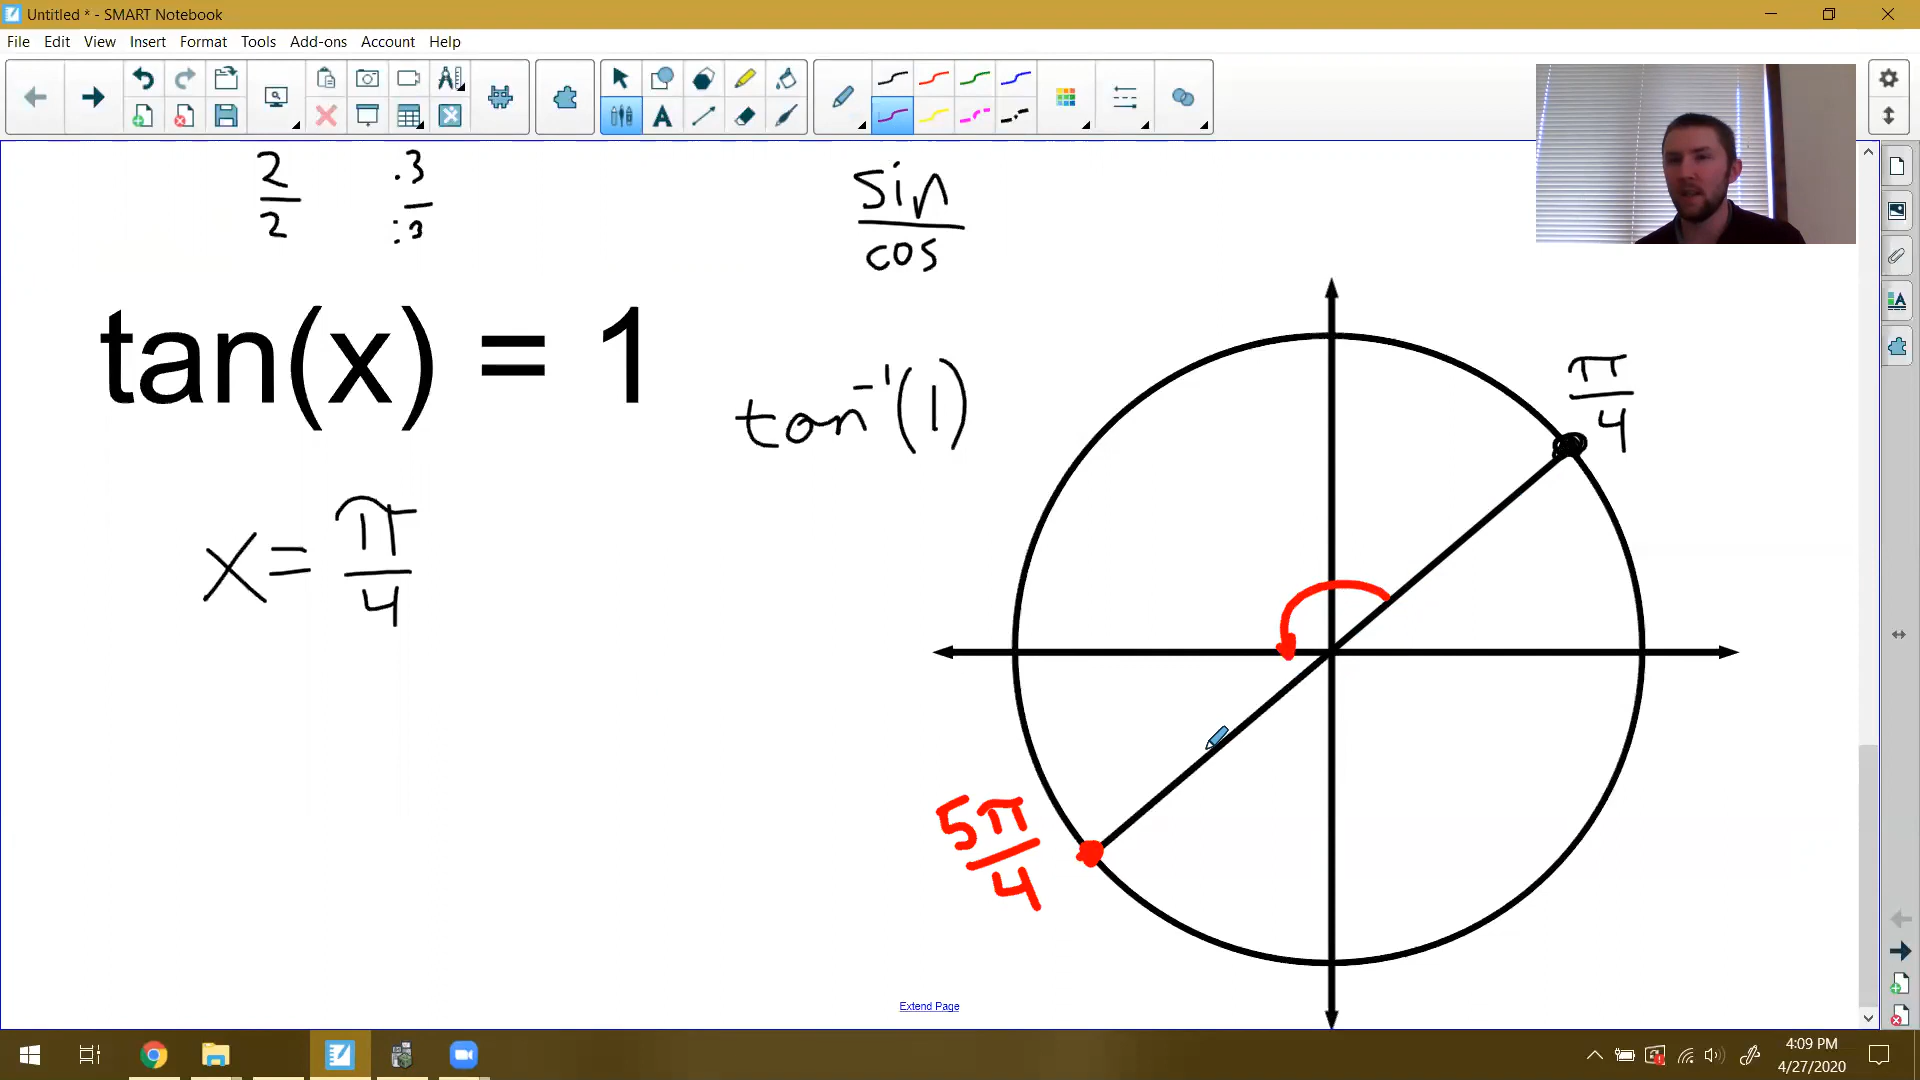 Untitled * - SMART Notebook
File Edit View Insert Format Tools Add-ons Account Help
2/2 .3/.3
sin/cos
tan(x) = 1
tan⁻¹(1)
π/4
x = π/4
5π/4
Extend Page
4:09 PM
4/27/2020